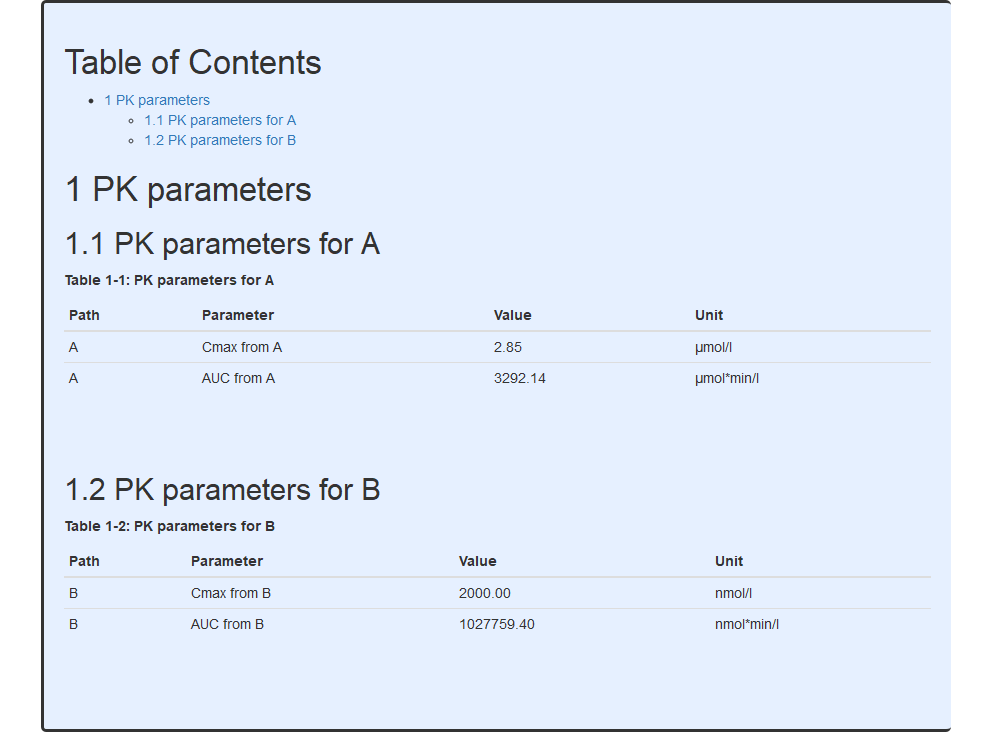 Table of Contents
1 PK parameters
1.1 PK parameters for A
1.2 PK parameters for B
1 PK parameters
1.1 PK parameters for A
Table 1-1: PK parameters for A
Path Parameter Value Unit
A Cmax from A 2.85 µmol/l
A AUC from A 3292.14 µmol*min/l
1.2 PK parameters for B
Table 1-2: PK parameters for B
Path Parameter Value Unit
B Cmax from B 2000.00 nmol/l
B AUC from B 1027759.40 nmol*min/l